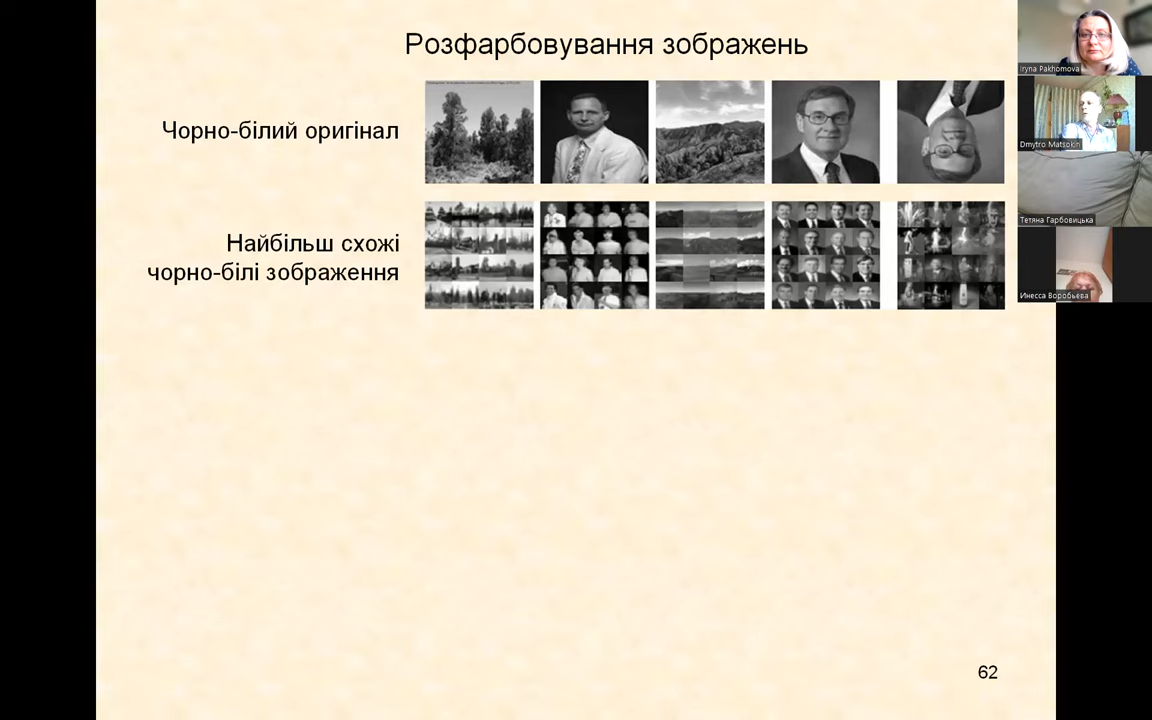 Розфарбовування зображень
Чорно-білий оригінал
Найбільш схожі
чорно-білі зображення
62
Iryna Pakhomova
Dmytro Matsokin
Тетяна Гарбовицька
Инесса Воробьева